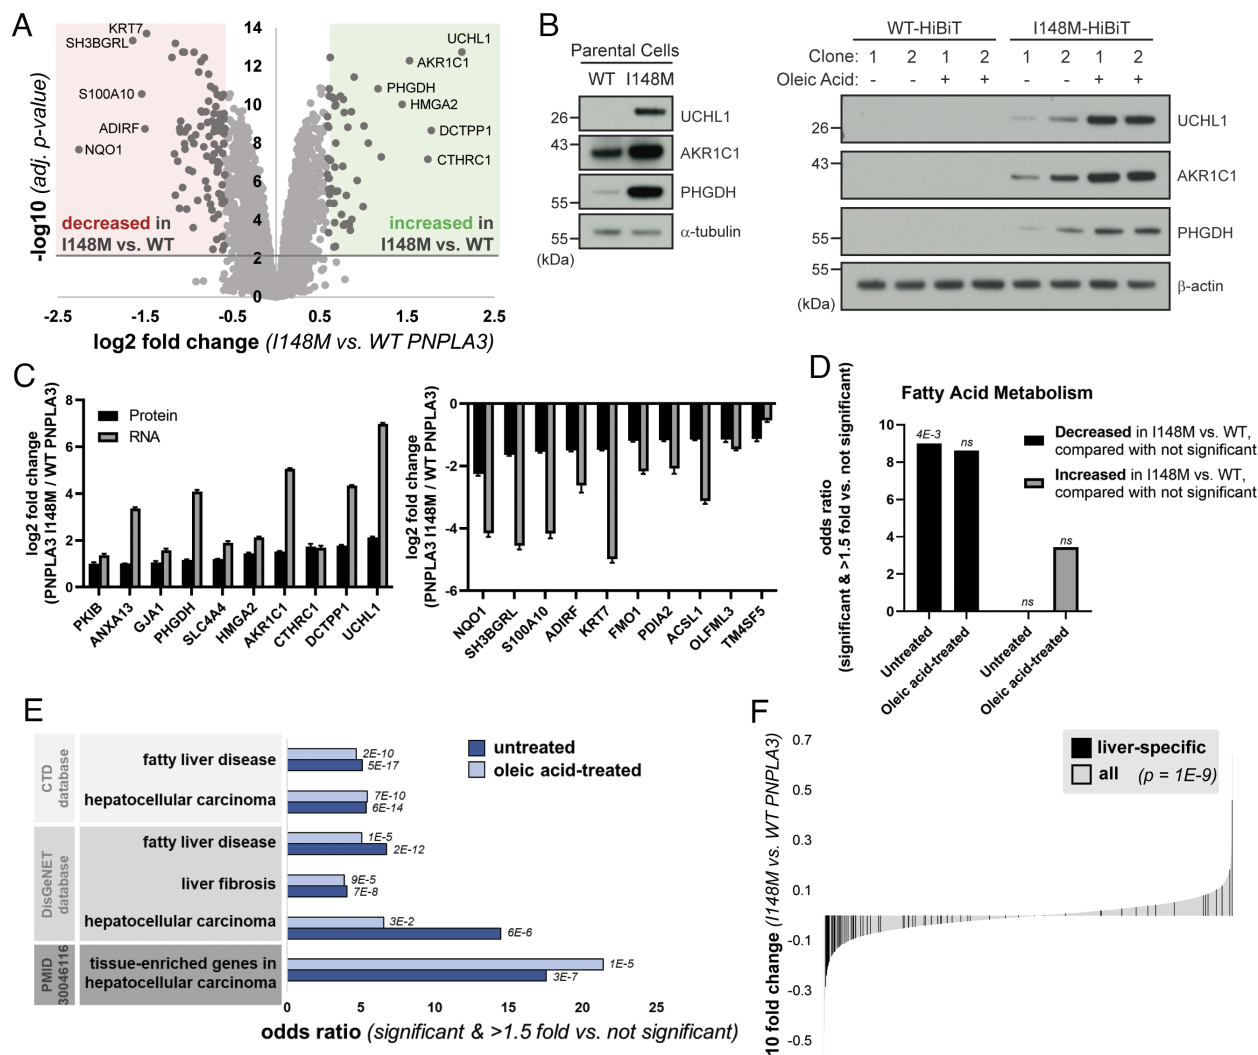 A
-log10 (adj. p-value)
14
12
10
8
6
4
2
0
KRT7
SH3BGRL
S100A10
ADIRF
NQO1
UCHL1
AKR1C1
PHGDH
HMGA2
DCTPP1
CTHRC1
decreased in
I148M vs. WT
increased in
I148M vs. WT
-2.5
-1.5
-0.5
0.5
1.5
2.5
log2 fold change (I148M vs. WT PNPLA3)
B
Parental Cells
WT I148M
26
UCHL1
43
AKR1C1
55
PHGDH
55
α-tubulin
(kDa)
WT-HiBiT
I148M-HiBiT
Clone: 1 2 1 2 1 2 1 2
Oleic Acid: - - + + - - + +
26
UCHL1
43
AKR1C1
55
PHGDH
55
β-actin
(kDa)
C
log2 fold change
(PNPLA3 I148M / WT PNPLA3)
8
6
4
2
0
Protein
RNA
PKIB
ANXA13
GJA1
PHGDH
SLC4A4
HMGA2
AKR1C1
CTHRC1
DCTPP1
UCHL1
log2 fold change
(PNPLA3 I148M / WT PNPLA3)
0
-2
-4
-6
NQO1
SH3BGRL
S100A10
ADIRF
KRT7
FMO1
PDIA2
ACSL1
OLFML3
TM4SF5
D
Fatty Acid Metabolism
odds ratio
(significant & >1.5 fold vs. not significant)
10
8
6
4
2
0
4E-3
ns
ns
ns
Untreated
Oleic acid-treated
Untreated
Oleic acid-treated
Decreased in I148M vs. WT,
compared with not significant
Increased in I148M vs. WT,
compared with not significant
E
CTD
database
fatty liver disease
2E-10
5E-17
hepatocellular carcinoma
7E-10
6E-14
DisGeNET
database
fatty liver disease
1E-5
2E-12
liver fibrosis
9E-5
7E-8
hepatocellular carcinoma
3E-2
6E-6
PMID
30046116
tissue-enriched genes in
hepatocellular carcinoma
1E-5
3E-7
untreated
oleic acid-treated
0
5
10
15
20
25
odds ratio (significant & >1.5 fold vs. not significant)
F
10 fold change (I148M vs. WT PNPLA3)
0.7
0.5
0.3
0.1
-0.1
-0.3
-0.5
liver-specific
all (p = 1E-9)